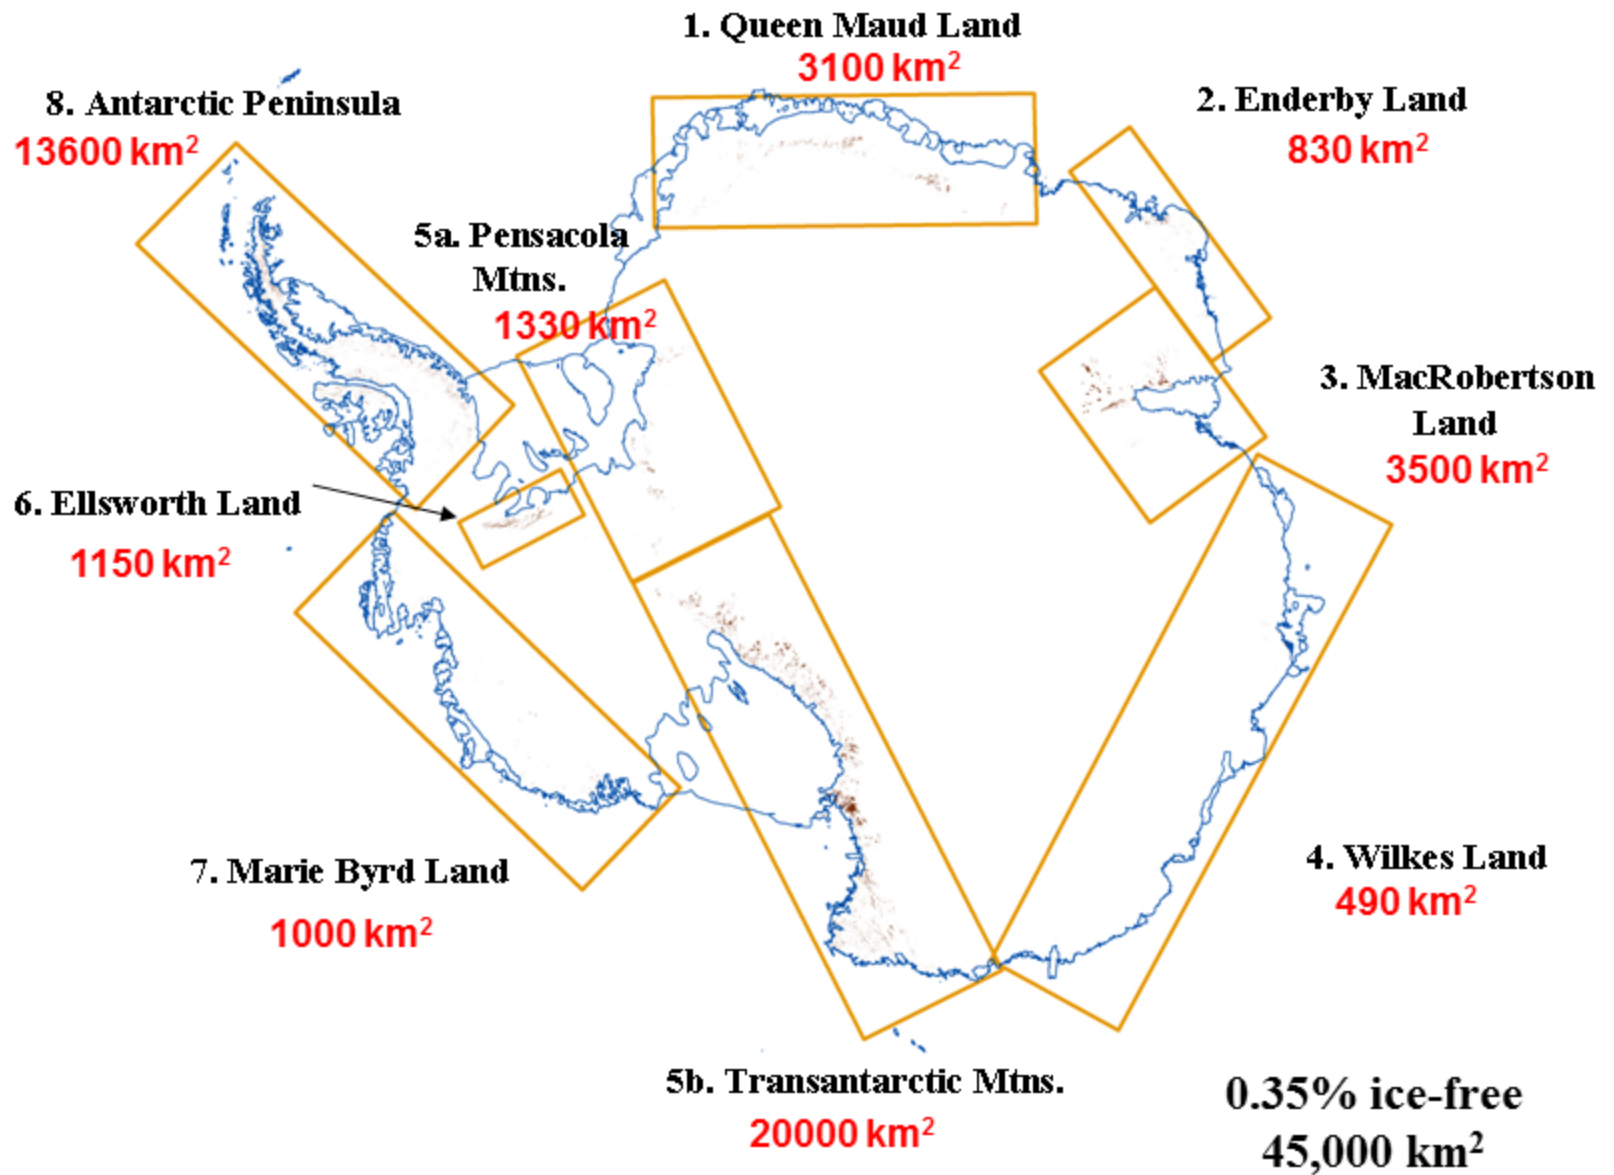 1. Queen Maud Land
3100 km²
8. Antarctic Peninsula
13600 km²
2. Enderby Land
830 km²
5a. Pensacola
Mtns.
1330 km²
3. MacRobertson
Land
3500 km²
6. Ellsworth Land
1150 km²
7. Marie Byrd Land
1000 km²
4. Wilkes Land
490 km²
5b. Transantarctic Mtns.
20000 km²
0.35% ice-free
45,000 km²